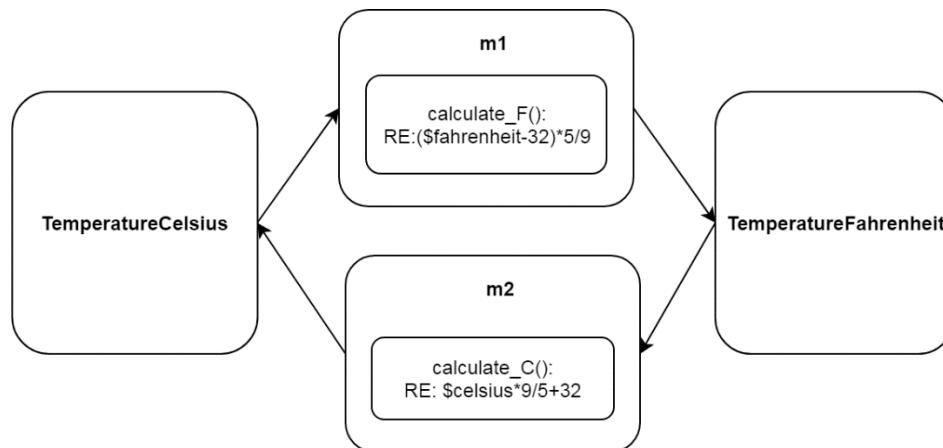 m1
calculate_F():
RE:($fahrenheit-32)*5/9
TemperatureCelsius
TemperatureFahrenheit
m2
calculate_C():
RE: $celsius*9/5+32